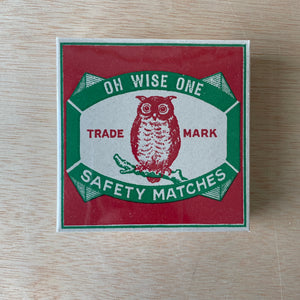 OH WISE ONE
TRADE MARK
SAFETY MATCHES